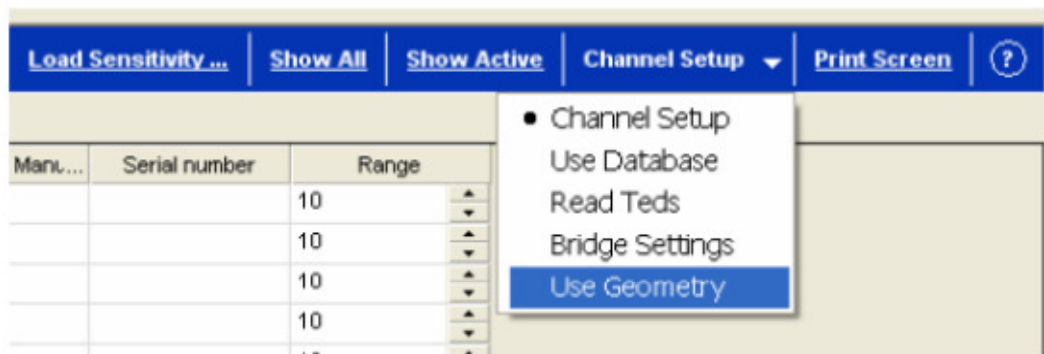 Load Sensitivity ... Show All Show Active Channel Setup Print Screen ?
Channel Setup
Use Database
Read Teds
Bridge Settings
Use Geometry
Manu... Serial number Range
10
10
10
10